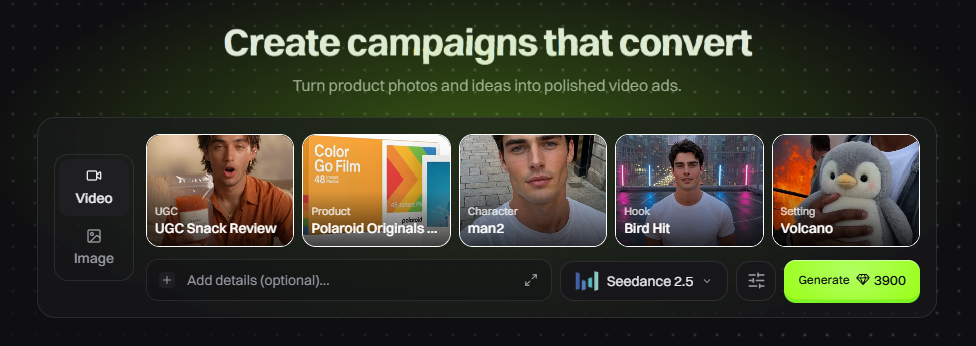 Create campaigns that convert
Turn product photos and ideas into polished video ads.
Video
Image
UGC
UGC Snack Review
Color
Go Film
48
polaroid
Product
Polaroid Originals ...
Character
man2
Hook
Bird Hit
Setting
Volcano
Add details (optional)...
Seedance 2.5
Generate 3900